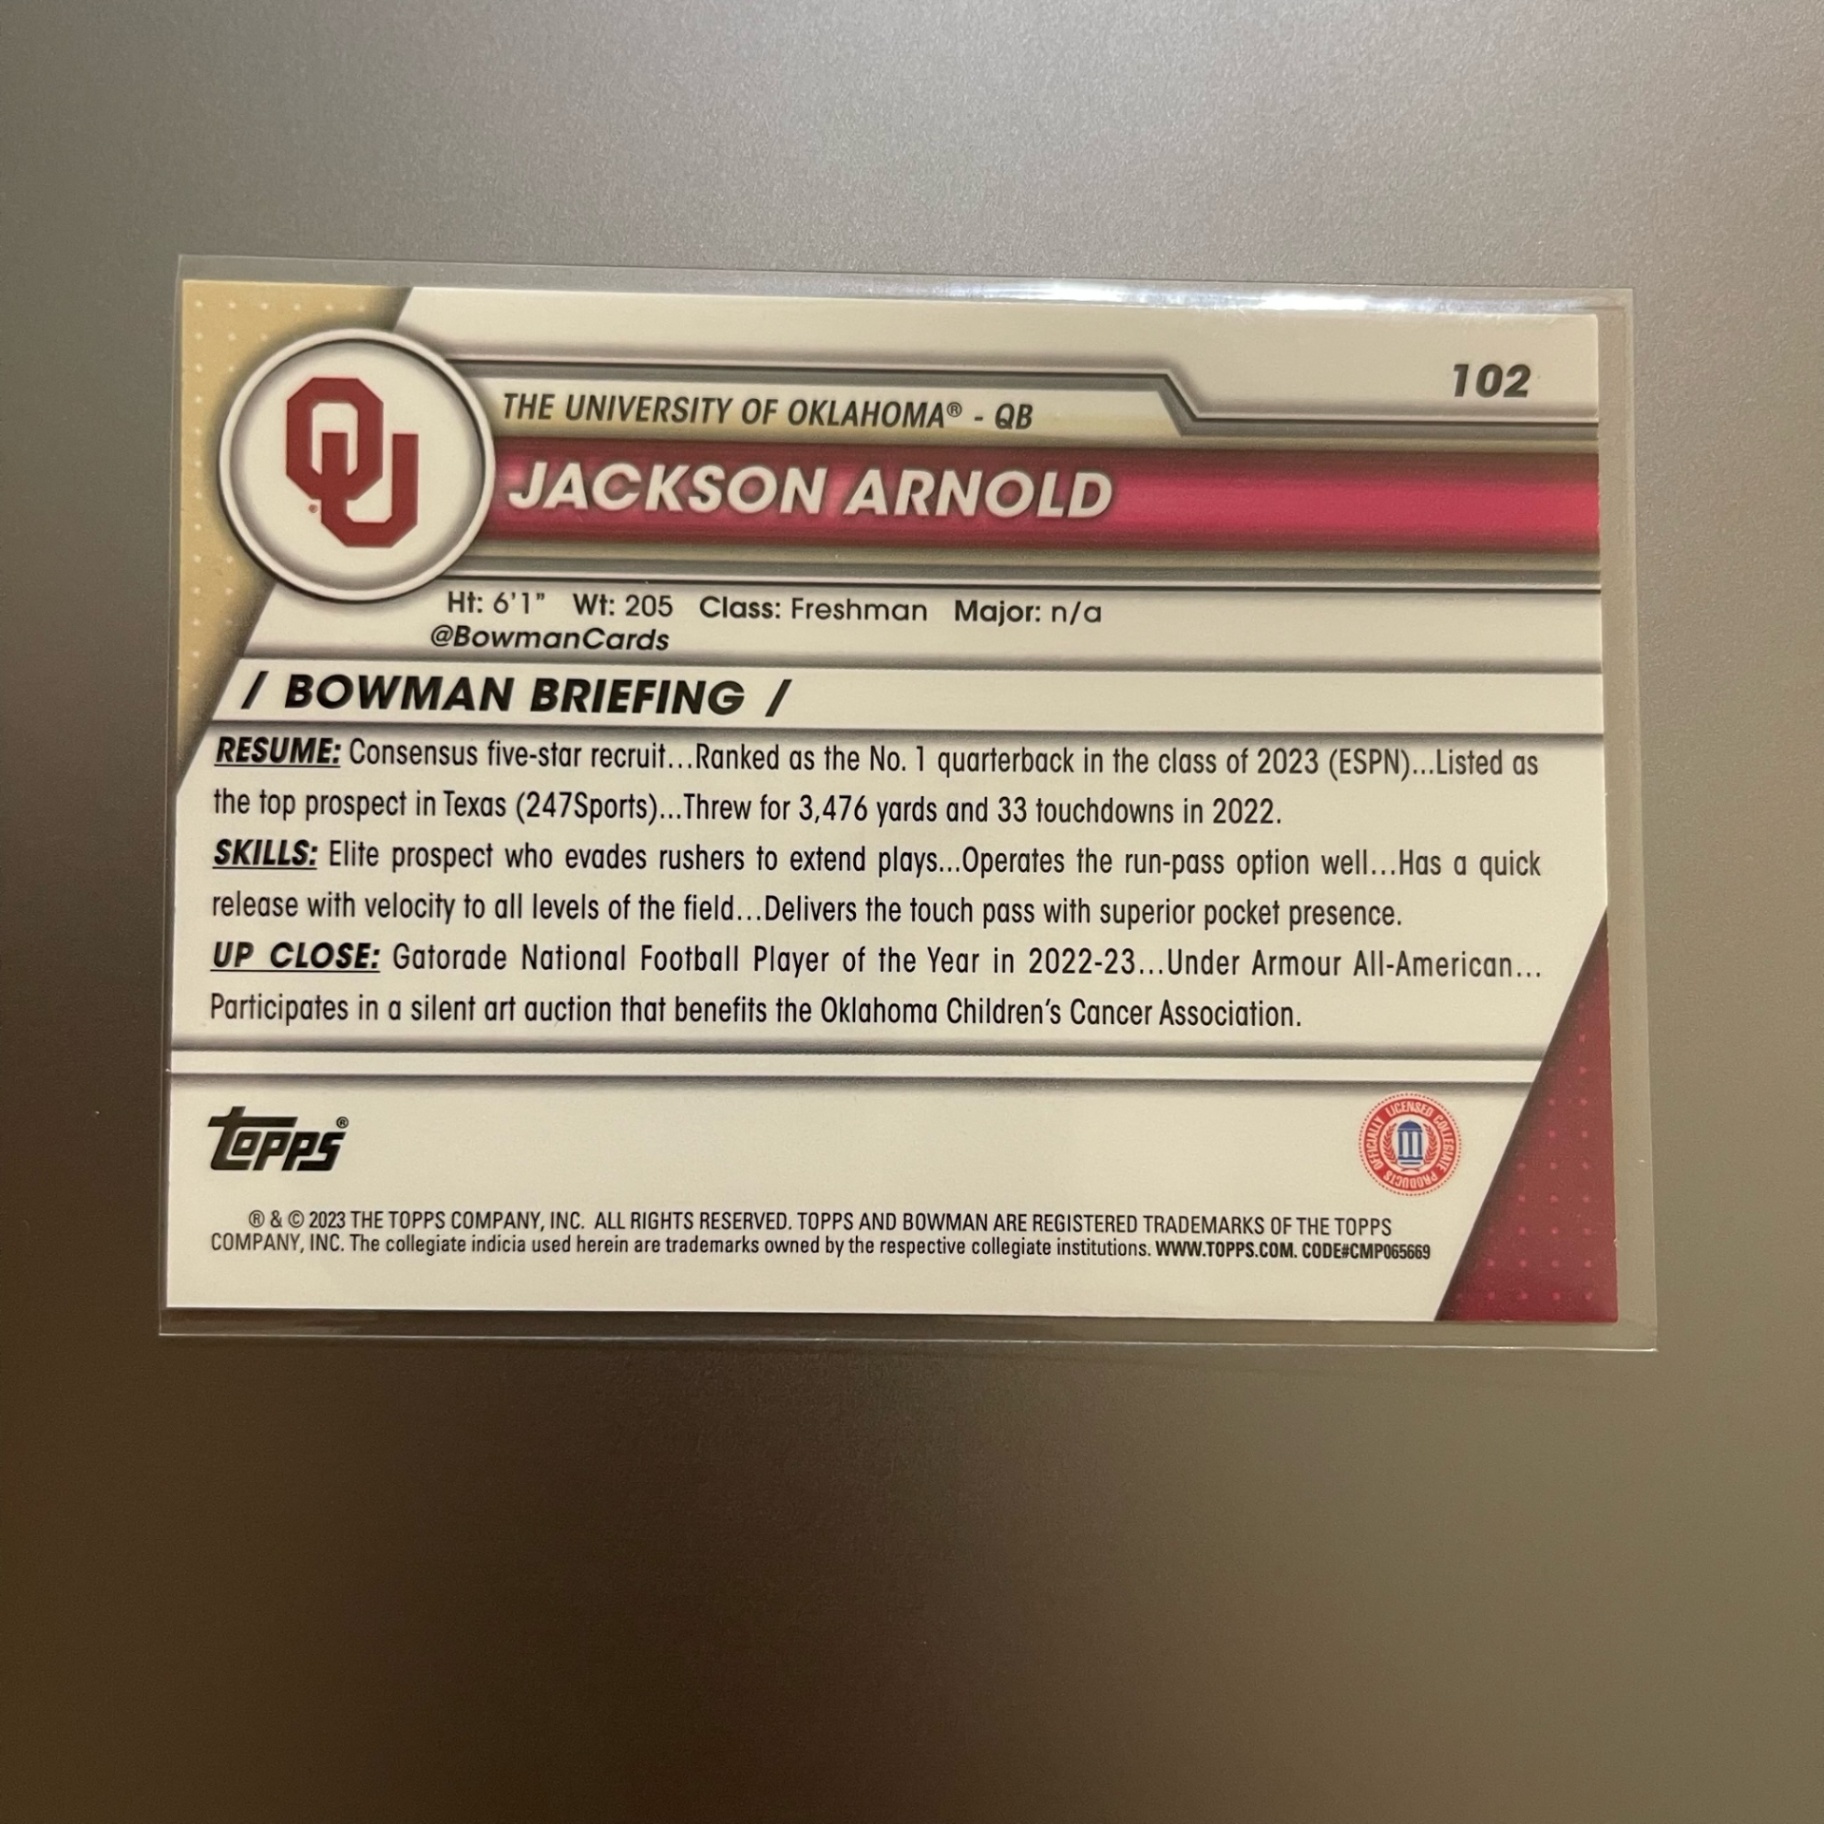 102
THE UNIVERSITY OF OKLAHOMA® - QB
OU®
JACKSON ARNOLD
Ht: 6'1" Wt: 205 Class: Freshman Major: n/a
@BowmanCards
/ BOWMAN BRIEFING /
RESUME: Consensus five-star recruit...Ranked as the No. 1 quarterback in the class of 2023 (ESPN)...Listed as
the top prospect in Texas (247Sports)...Threw for 3,476 yards and 33 touchdowns in 2022.
SKILLS: Elite prospect who evades rushers to extend plays...Operates the run-pass option well...Has a quick
release with velocity to all levels of the field...Delivers the touch pass with superior pocket presence.
UP CLOSE: Gatorade National Football Player of the Year in 2022-23...Under Armour All-American...
Participates in a silent art auction that benefits the Oklahoma Children's Cancer Association.
Topps®
OFFICIALLY LICENSED COLLEGIATE PRODUCTS
® & © 2023 THE TOPPS COMPANY, INC. ALL RIGHTS RESERVED. TOPPS AND BOWMAN ARE REGISTERED TRADEMARKS OF THE TOPPS
COMPANY, INC. The collegiate indicia used herein are trademarks owned by the respective collegiate institutions. WWW.TOPPS.COM. CODE#CMP065669